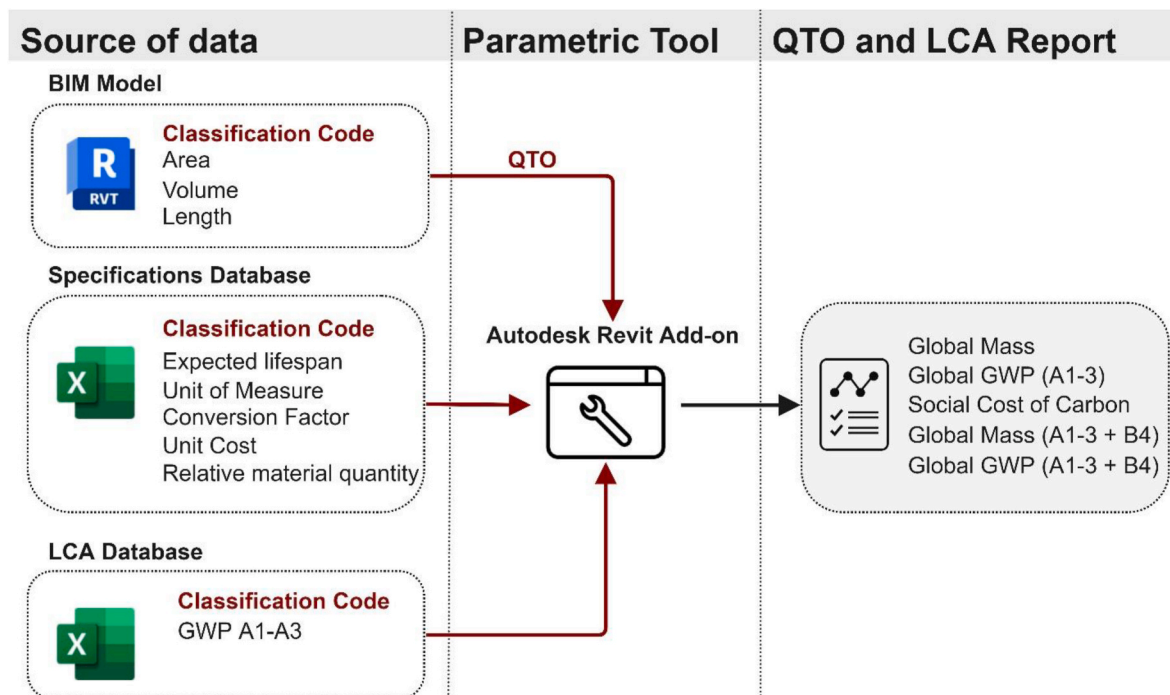 Source of data
Parametric Tool
QTO and LCA Report
BIM Model
R
RVT
Classification Code
Area
Volume
Length
QTO
Specifications Database
X
Classification Code
Expected lifespan
Unit of Measure
Conversion Factor
Unit Cost
Relative material quantity
LCA Database
X
Classification Code
GWP A1-A3
Autodesk Revit Add-on
Global Mass
Global GWP (A1-3)
Social Cost of Carbon
Global Mass (A1-3 + B4)
Global GWP (A1-3 + B4)